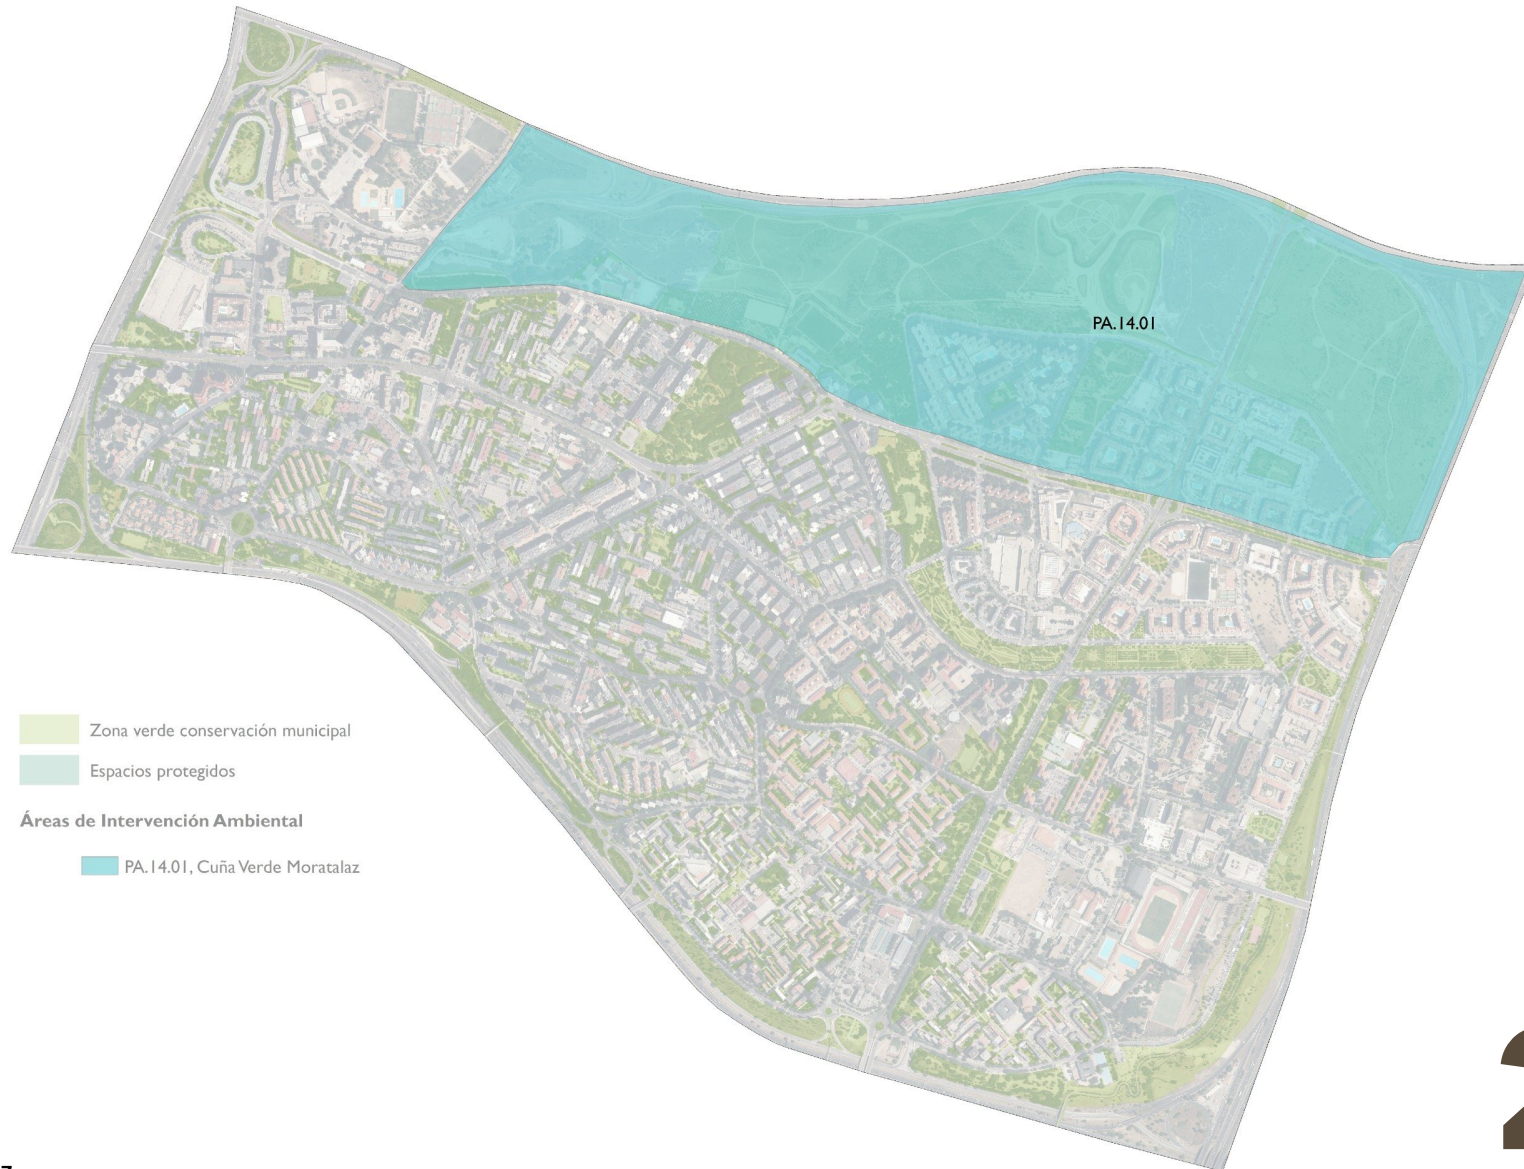 PA.14.01
Zona verde conservación municipal
Espacios protegidos
Áreas de Intervención Ambiental
PA.14.01, Cuña Verde Moratalaz